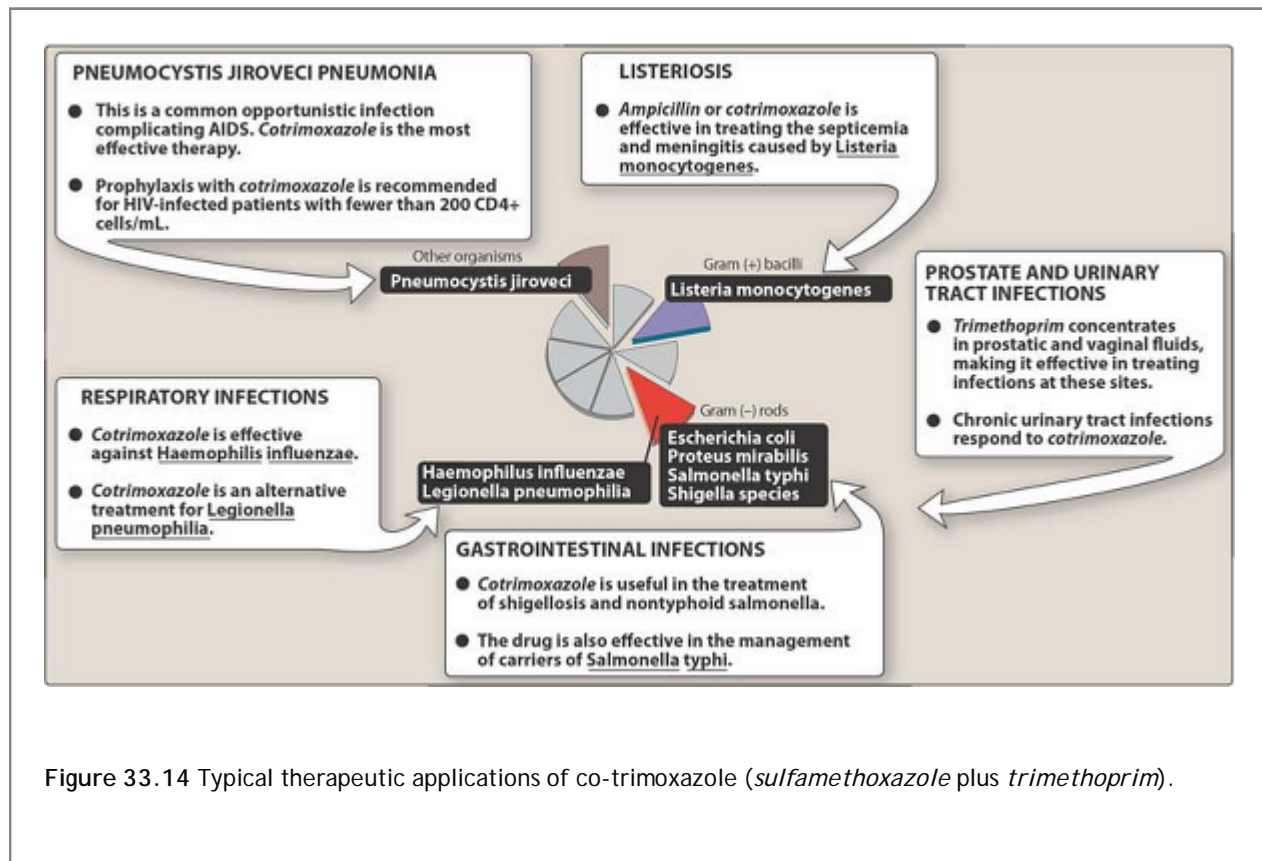 PNEUMOCYSTIS JIROVECI PNEUMONIA
● This is a common opportunistic infection
complicating AIDS. Cotrimoxazole is the most
effective therapy.
● Prophylaxis with cotrimoxazole is recommended
for HIV-infected patients with fewer than 200 CD4+
cells/mL.
LISTERIOSIS
● Ampicillin or cotrimoxazole is
effective in treating the septicemia
and meningitis caused by Listeria
monocytogenes.
Other organisms
Pneumocystis jiroveci
Gram (+) bacilli
Listeria monocytogenes
PROSTATE AND URINARY
TRACT INFECTIONS
● Trimethoprim concentrates
in prostatic and vaginal fluids,
making it effective in treating
infections at these sites.
● Chronic urinary tract infections
respond to cotrimoxazole.
RESPIRATORY INFECTIONS
● Cotrimoxazole is effective
against Haemophilis influenzae.
● Cotrimoxazole is an alternative
treatment for Legionella
pneumophilia.
Gram (–) rods
Escherichia coli
Proteus mirabilis
Salmonella typhi
Shigella species
Haemophilus influenzae
Legionella pneumophilia
GASTROINTESTINAL INFECTIONS
● Cotrimoxazole is useful in the treatment
of shigellosis and nontyphoid salmonella.
● The drug is also effective in the management
of carriers of Salmonella typhi.
Figure 33.14 Typical therapeutic applications of co-trimoxazole (sulfamethoxazole plus trimethoprim).